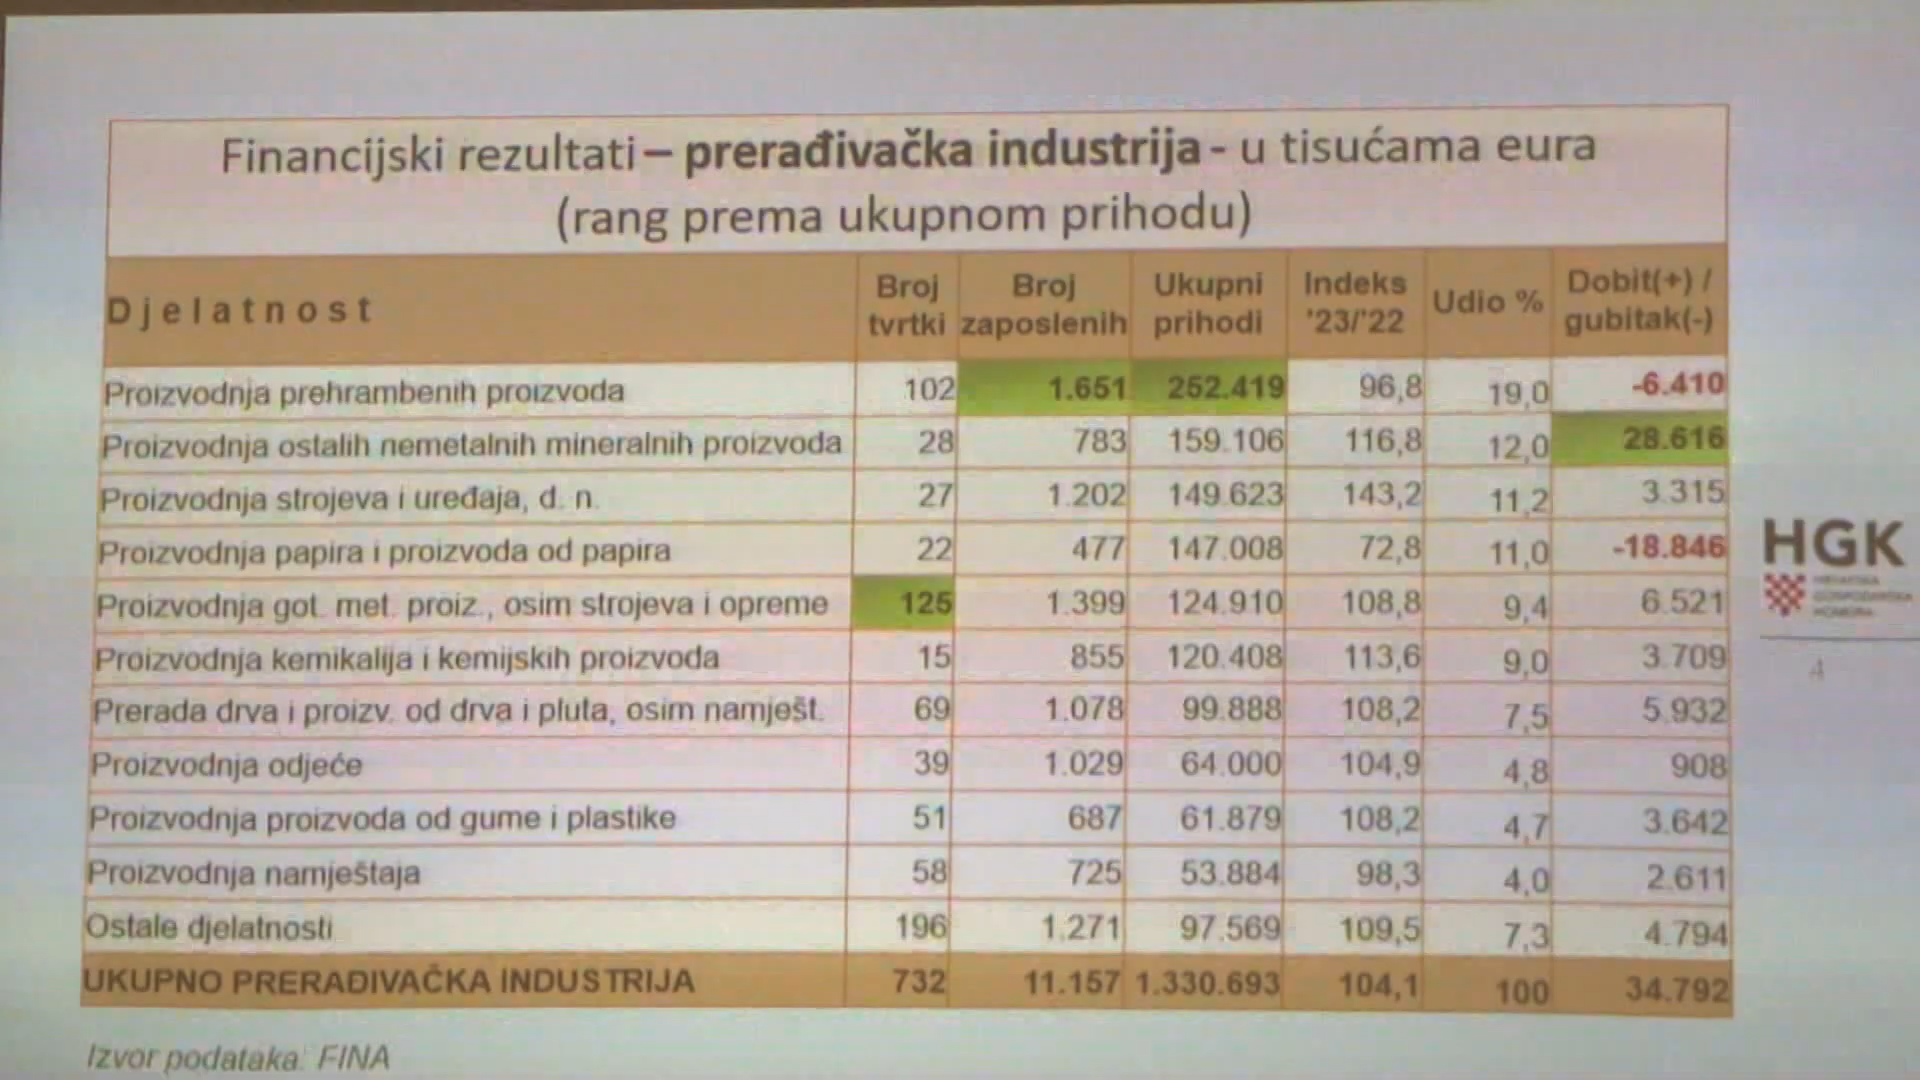 Financijski rezultati – prerađivačka industrija - u tisućama eura
(rang prema ukupnom prihodu)
Djelatnost Broj tvrtki Broj zaposlenih Ukupni prihodi Indeks '23/'22 Udio % Dobit(+) / gubitak(-)
Proizvodnja prehrambenih proizvoda 102 1.651 252.419 96,8 19,0 -6.410
Proizvodnja ostalih nemetalnih mineralnih proizvoda 28 783 159.106 116,8 12,0 28.616
Proizvodnja strojeva i uređaja, d. n. 27 1.202 149.623 143,2 11,2 3.315
Proizvodnja papira i proizvoda od papira 22 477 147.008 72,8 11,0 -18.846
Proizvodnja got. met. proiz., osim strojeva i opreme 125 1.399 124.910 108,8 9,4 6.521
Proizvodnja kemikalija i kemijskih proizvoda 15 855 120.408 113,6 9,0 3.709
Prerada drva i proizv. od drva i pluta, osim namješt. 69 1.078 99.888 108,2 7,5 5.932
Proizvodnja odjeće 39 1.029 64.000 104,9 4,8 908
Proizvodnja proizvoda od gume i plastike 51 687 61.879 108,2 4,7 3.642
Proizvodnja namještaja 58 725 53.884 98,3 4,0 2.611
Ostale djelatnosti 196 1.271 97.569 109,5 7,3 4.794
UKUPNO PRERAĐIVAČKA INDUSTRIJA 732 11.157 1.330.693 104,1 100 34.792
Izvor podataka: FINA
HGK
HRVATSKA
GOSPODARSKA
KOMORA
4